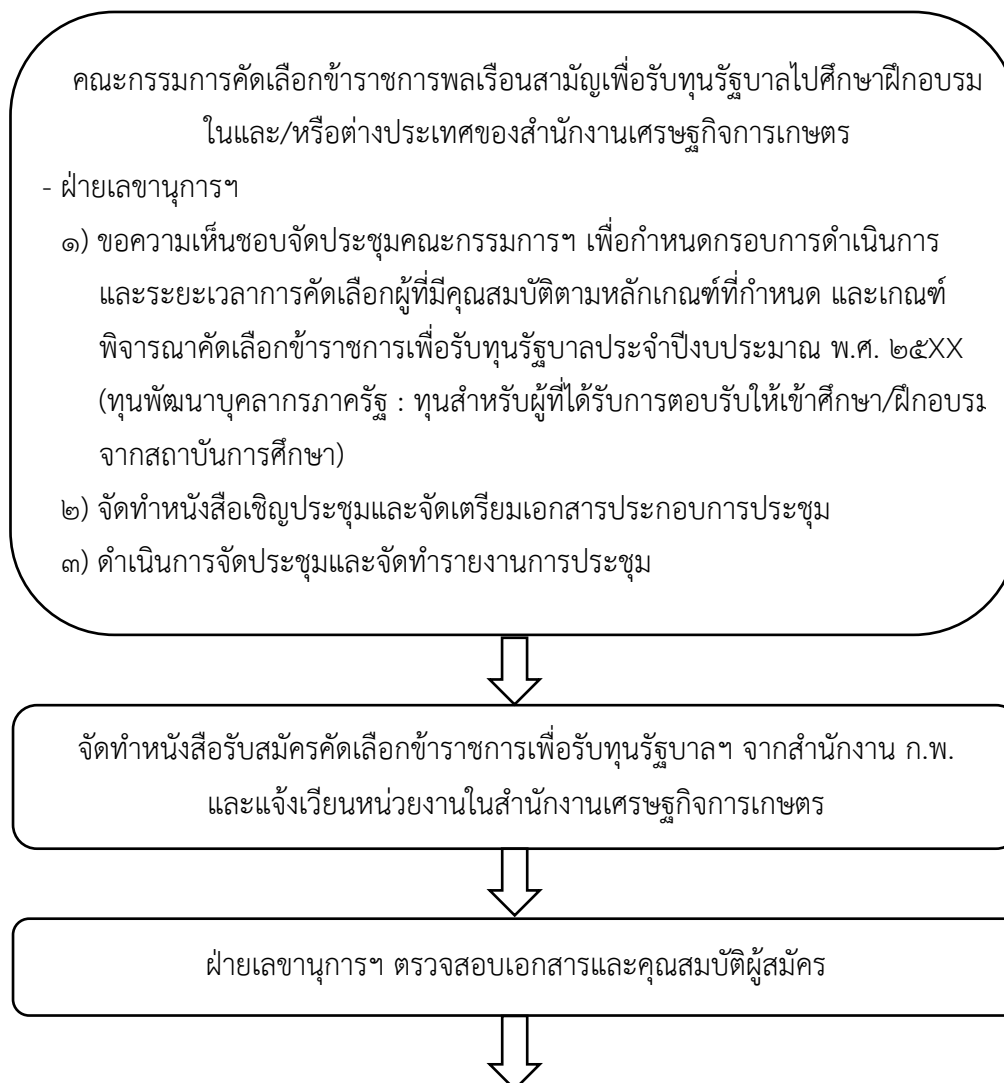 คณะกรรมการคัดเลือกข้าราชการพลเรือนสามัญเพื่อรับทุนรัฐบาลไปศึกษาฝึกอบรม
ในและ/หรือต่างประเทศของสำนักงานเศรษฐกิจการเกษตร
- ฝ่ายเลขานุการฯ
๑) ขอความเห็นชอบจัดประชุมคณะกรรมการฯ เพื่อกำหนดกรอบการดำเนินการ
และระยะเวลาการคัดเลือกผู้ที่มีคุณสมบัติตามหลักเกณฑ์ที่กำหนด และเกณฑ์
พิจารณาคัดเลือกข้าราชการเพื่อรับทุนรัฐบาลประจำปีงบประมาณ พ.ศ. ๒๕XX
(ทุนพัฒนาบุคลากรภาครัฐ : ทุนสำหรับผู้ที่ได้รับการตอบรับให้เข้าศึกษา/ฝึกอบรม
จากสถาบันการศึกษา)
๒) จัดทำหนังสือเชิญประชุมและจัดเตรียมเอกสารประกอบการประชุม
๓) ดำเนินการจัดประชุมและจัดทำรายงานการประชุม
จัดทำหนังสือรับสมัครคัดเลือกข้าราชการเพื่อรับทุนรัฐบาลฯ จากสำนักงาน ก.พ.
และแจ้งเวียนหน่วยงานในสำนักงานเศรษฐกิจการเกษตร
ฝ่ายเลขานุการฯ ตรวจสอบเอกสารและคุณสมบัติผู้สมัคร